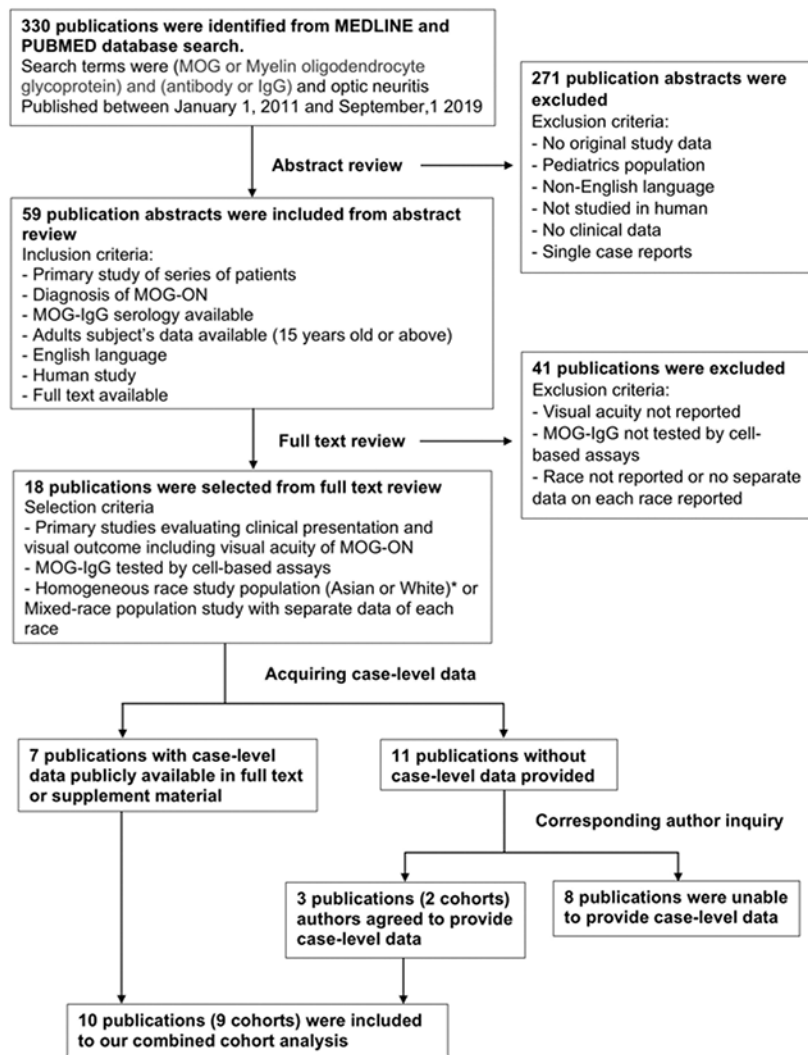 330 publications were identified from MEDLINE and
PUBMED database search.
Search terms were (MOG or Myelin oligodendrocyte
glycoprotein) and (antibody or IgG) and optic neuritis
Published between January 1, 2011 and September,1 2019
271 publication abstracts were
excluded
Exclusion criteria:
- No original study data
- Pediatrics population
- Non-English language
- Not studied in human
- No clinical data
- Single case reports
Abstract review
59 publication abstracts were included from abstract
review
Inclusion criteria:
- Primary study of series of patients
- Diagnosis of MOG-ON
- MOG-IgG serology available
- Adults subject's data available (15 years old or above)
- English language
- Human study
- Full text available
41 publications were excluded
Exclusion criteria:
- Visual acuity not reported
- MOG-IgG not tested by cell-
based assays
- Race not reported or no separate
data on each race reported
Full text review
18 publications were selected from full text review
Selection criteria
- Primary studies evaluating clinical presentation and
visual outcome including visual acuity of MOG-ON
- MOG-IgG tested by cell-based assays
- Homogeneous race study population (Asian or White)* or
Mixed-race population study with separate data of each
race
Acquiring case-level data
7 publications with case-level
data publicly available in full text
or supplement material
11 publications without
case-level data provided
Corresponding author inquiry
3 publications (2 cohorts)
authors agreed to provide
case-level data
8 publications were unable
to provide case-level data
10 publications (9 cohorts) were included
to our combined cohort analysis